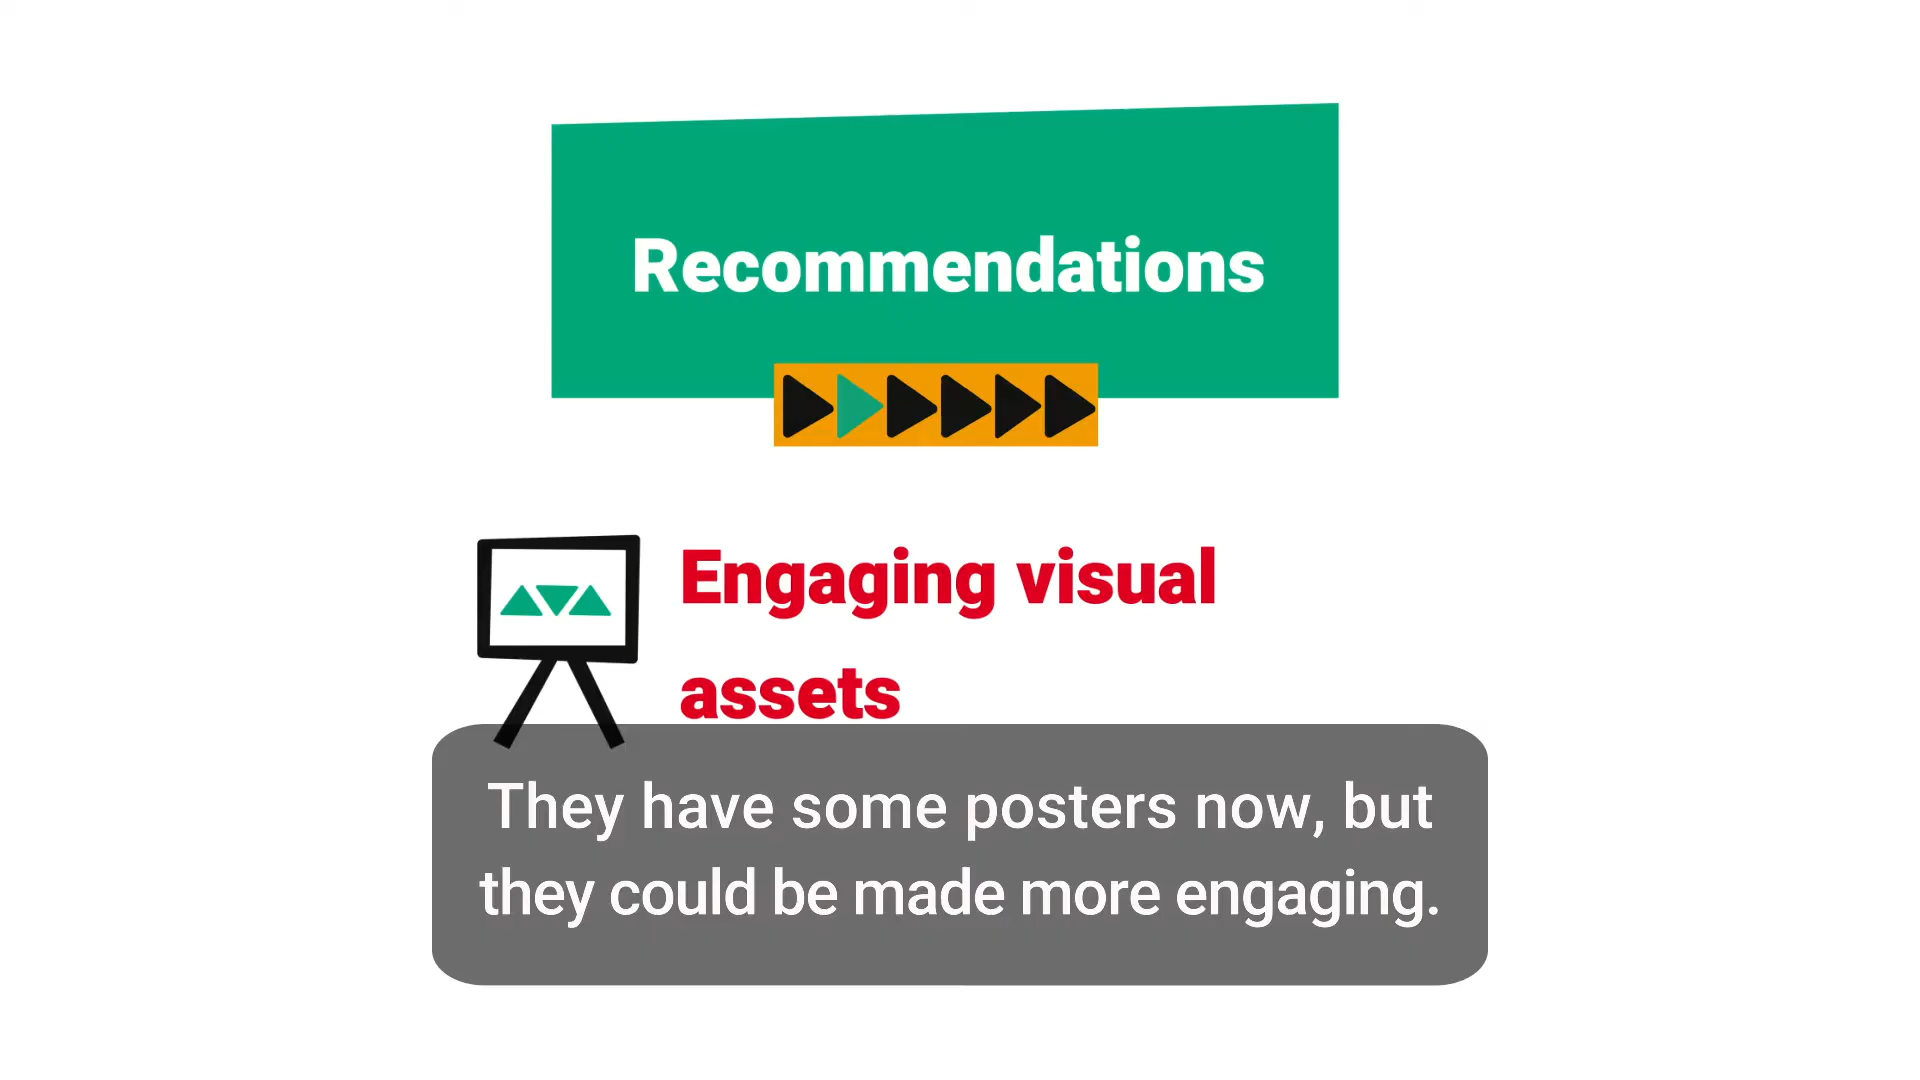 Recommendations
Engaging visual
assets
They have some posters now, but
they could be made more engaging.